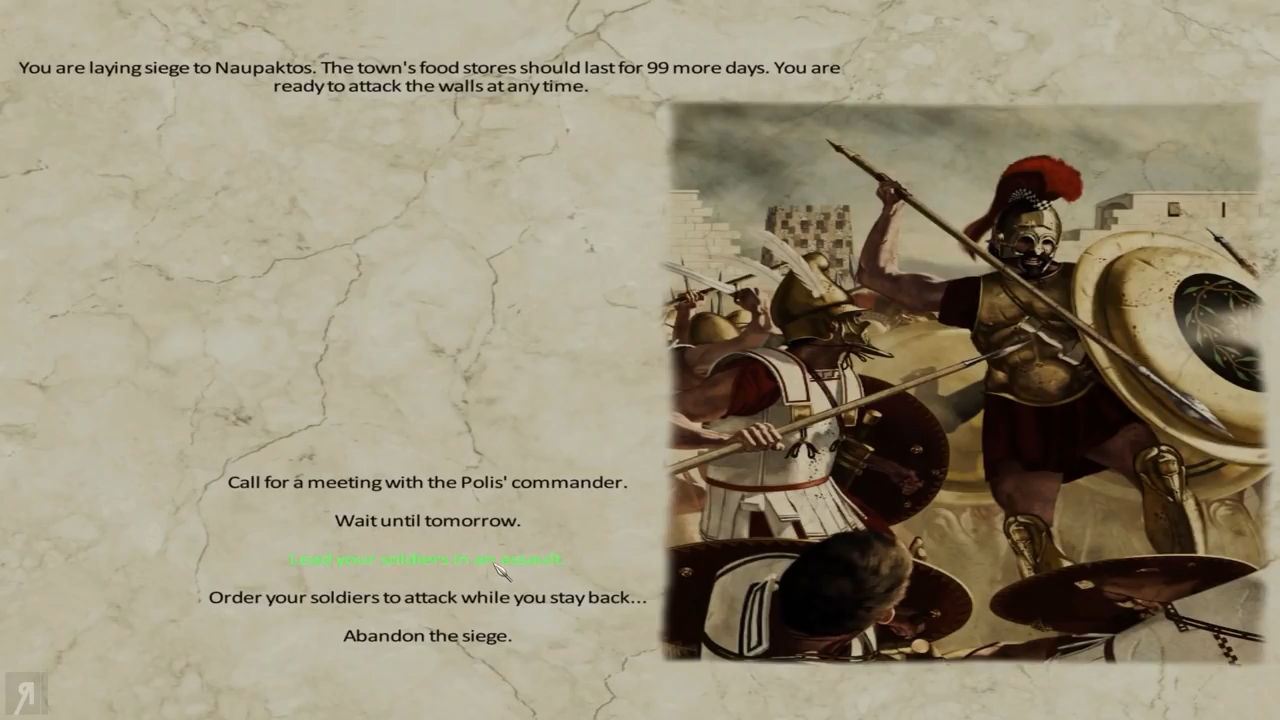 You are laying siege to Naupaktos. The town's food stores should last for 99 more days. You are
ready to attack the walls at any time.
Call for a meeting with the Polis' commander.
Wait until tomorrow.
Lead your soldiers in an assault.
Order your soldiers to attack while you stay back...
Abandon the siege.